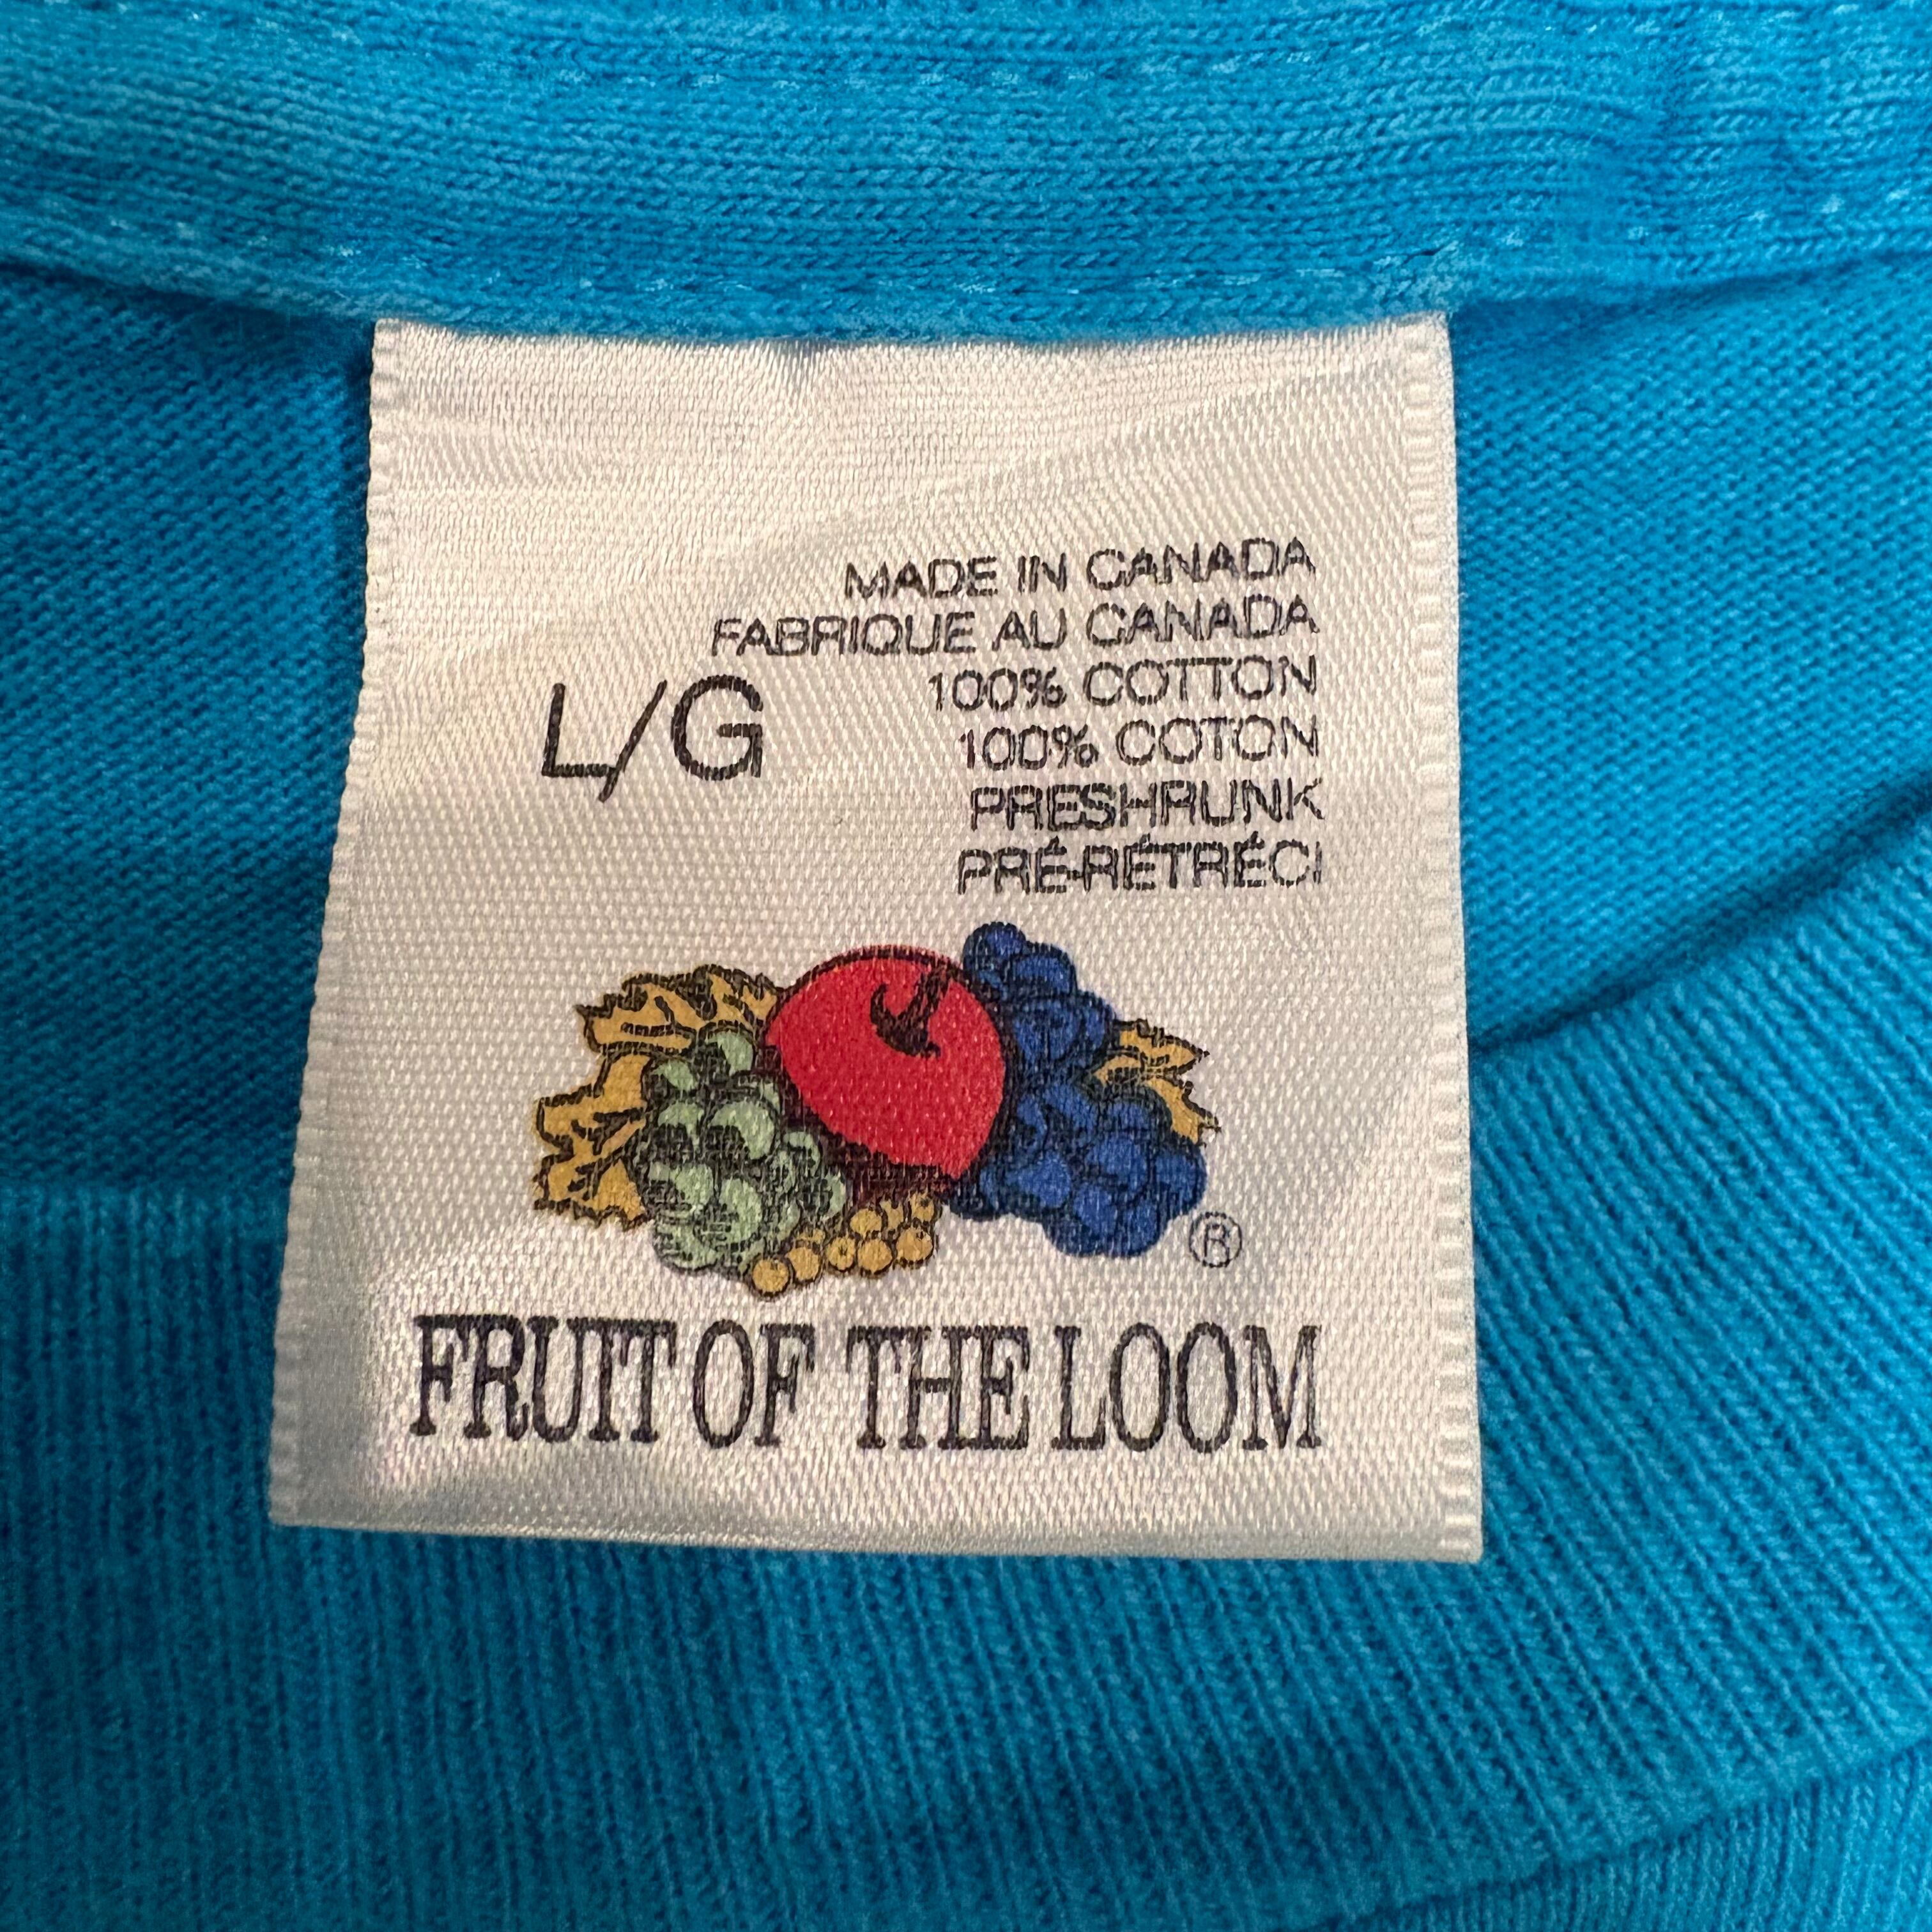 MADE IN CANADA
FABRIQUE AU CANADA
100% COTTON
L/G
100% COTON
PRESHRUNK
PRÉ-RÉTRÉCI
®
FRUIT OF THE LOOM